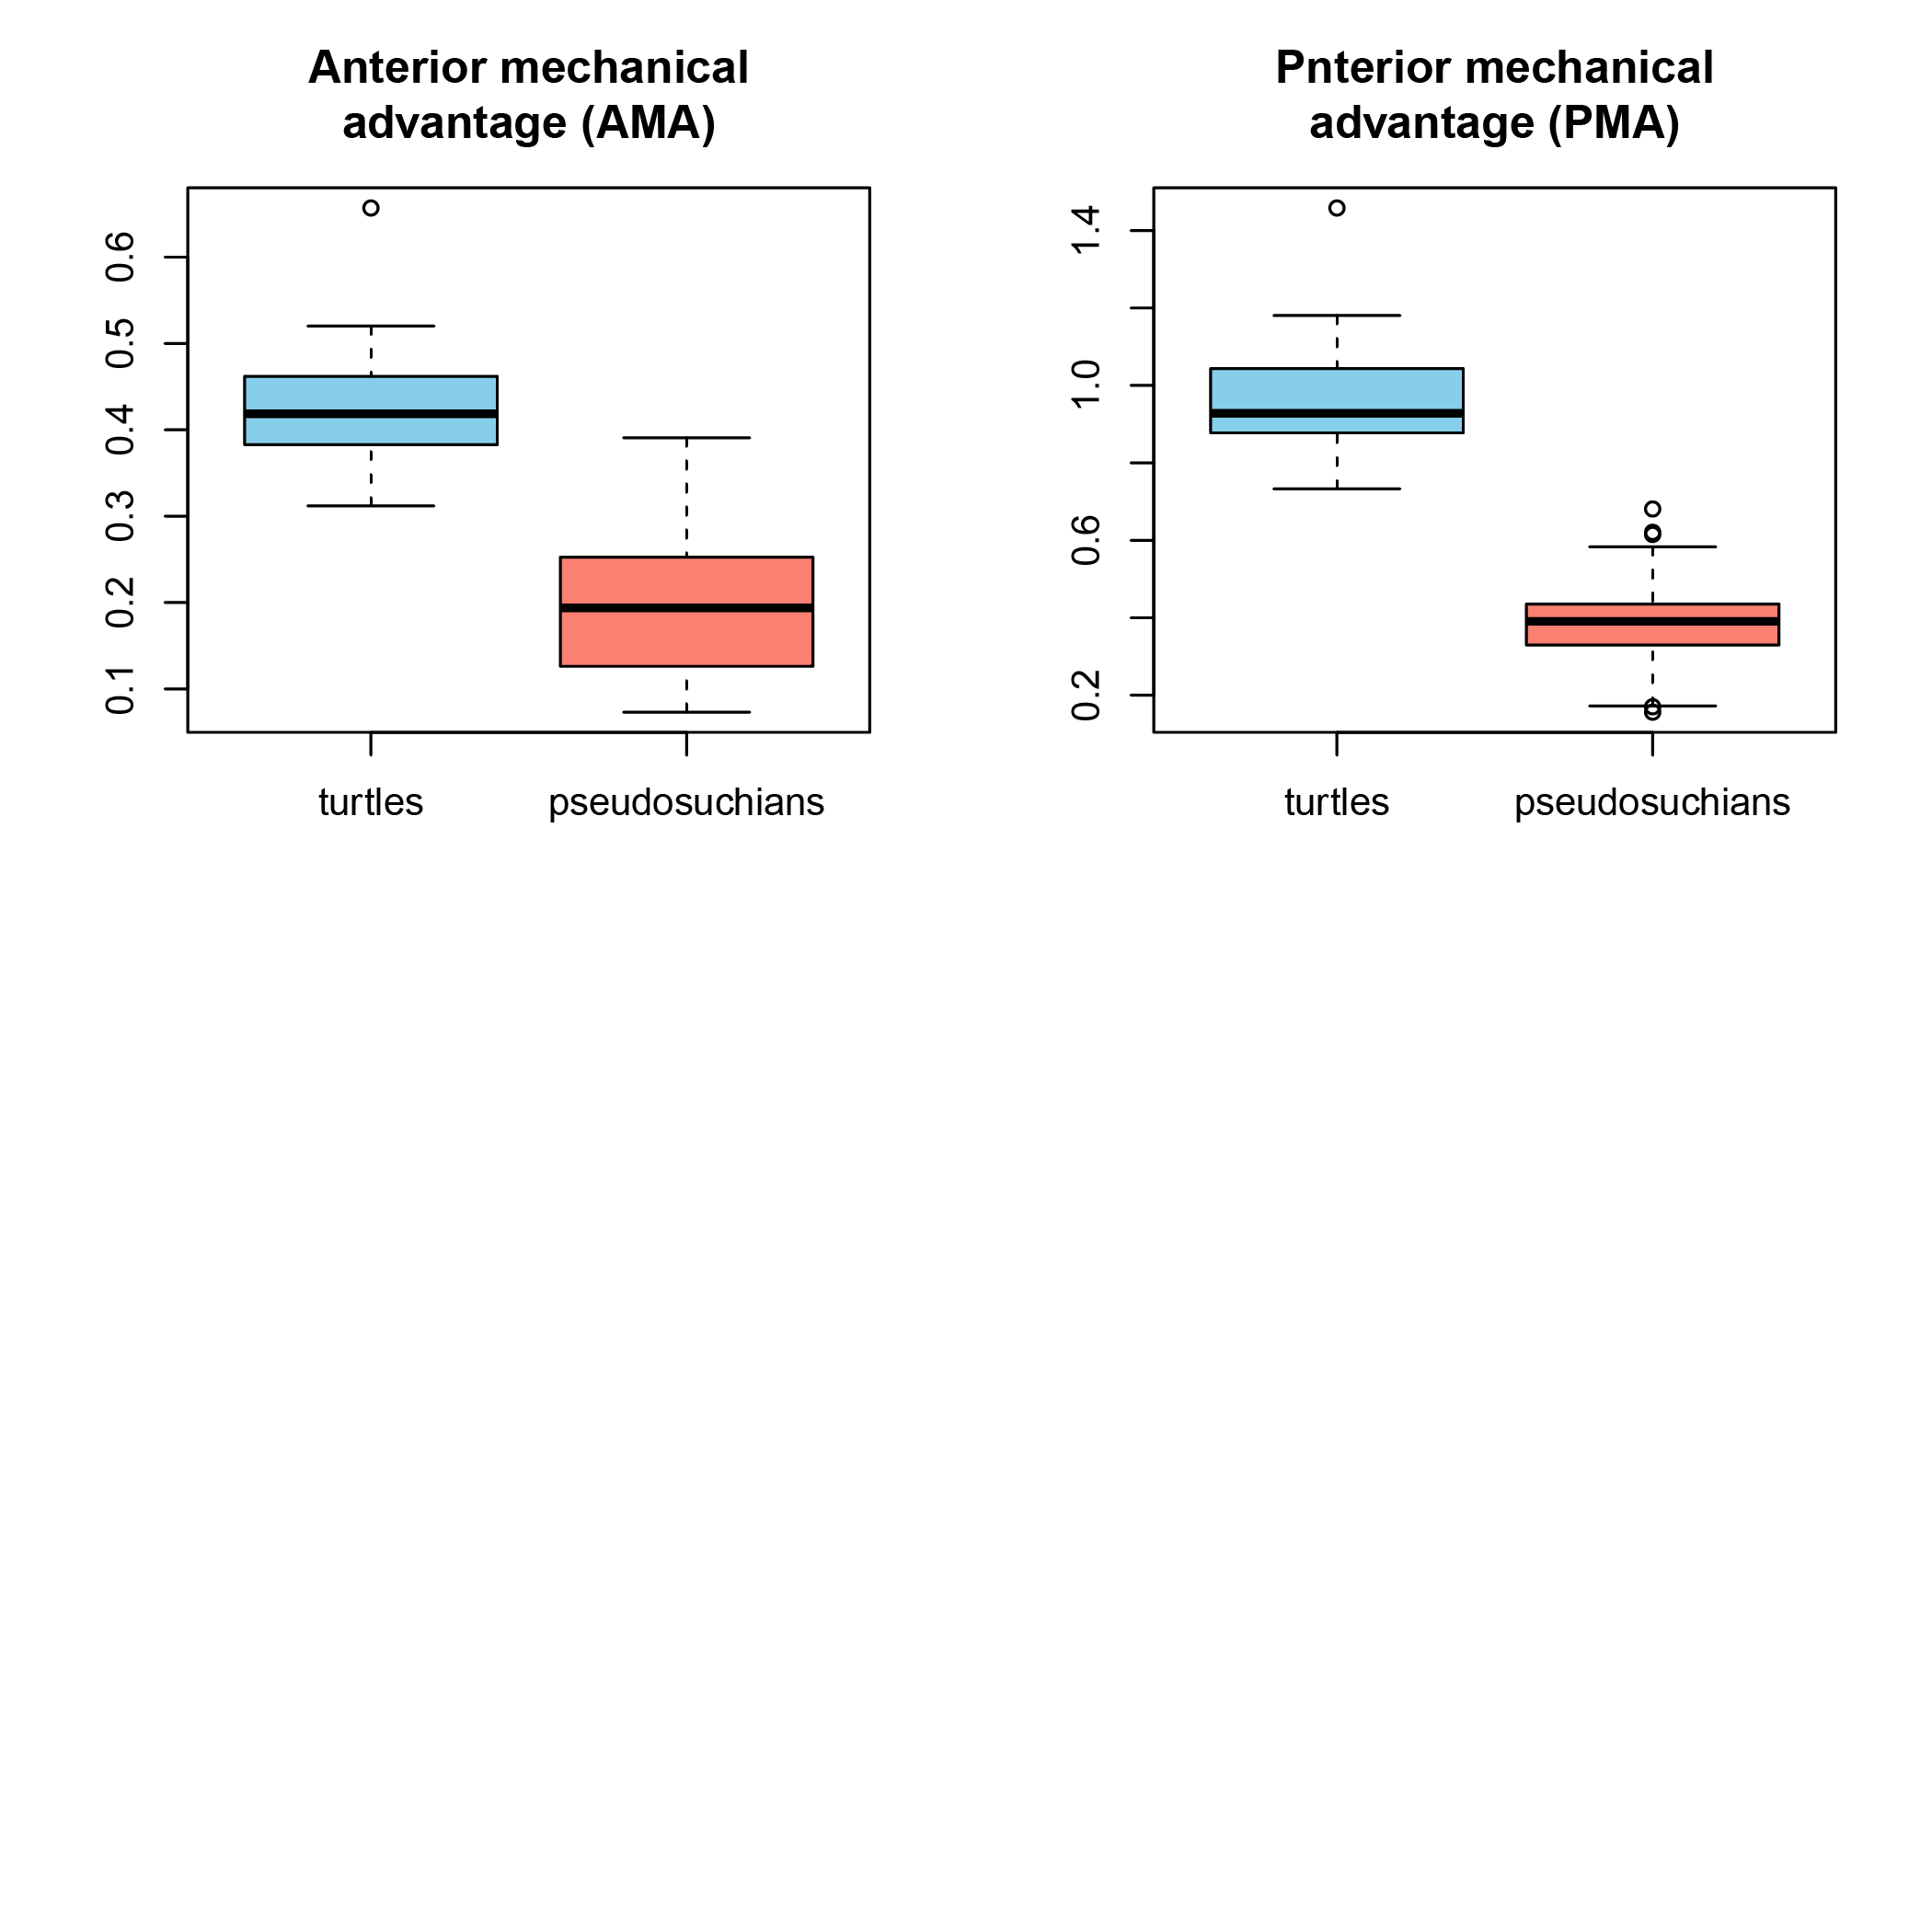 Anterior mechanical
advantage (AMA)
0.6
0.5
0.4
0.3
0.2
0.1
turtles pseudosuchians
Pnterior mechanical
advantage (PMA)
1.4
1.0
0.6
0.2
turtles pseudosuchians